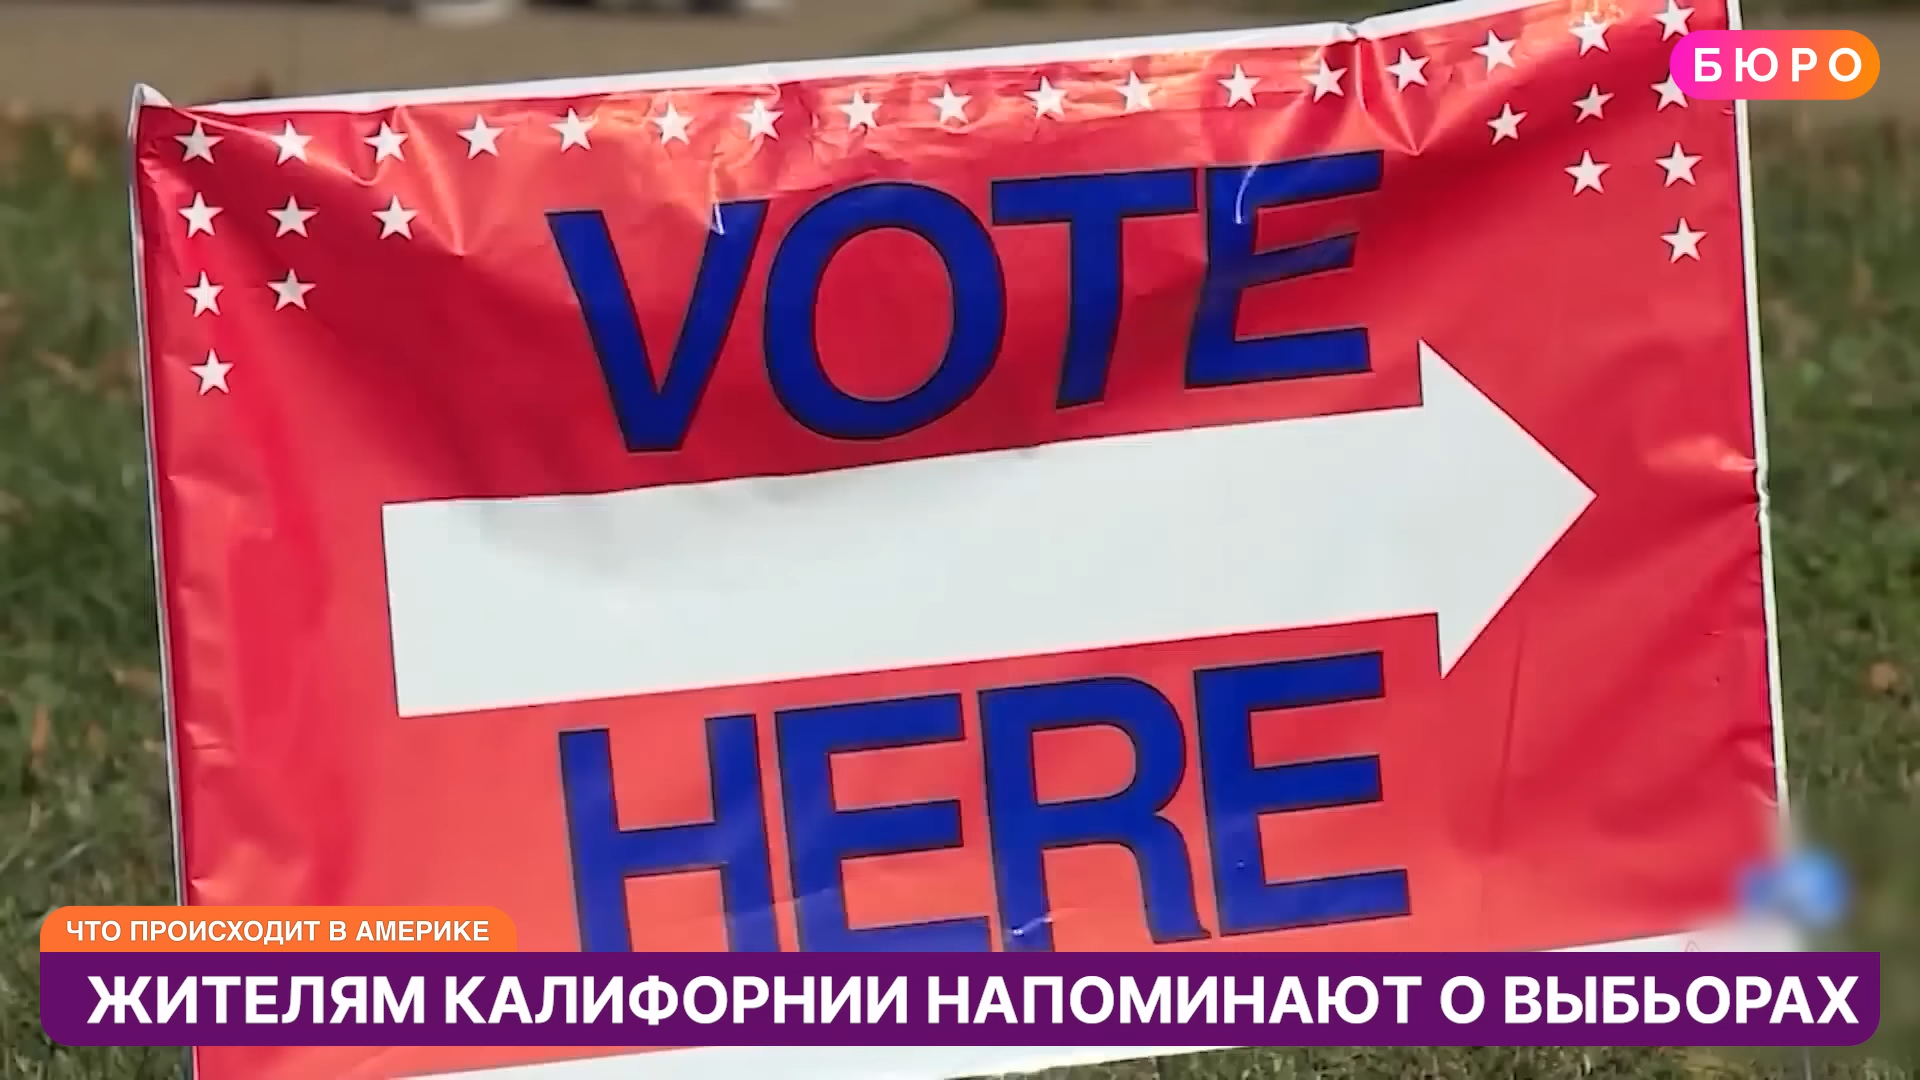 БЮРО
VOTE
HERE
ЧТО ПРОИСХОДИТ В АМЕРИКЕ
ЖИТЕЛЯМ КАЛИФОРНИИ НАПОМИНАЮТ О ВЫБЬОРАХ